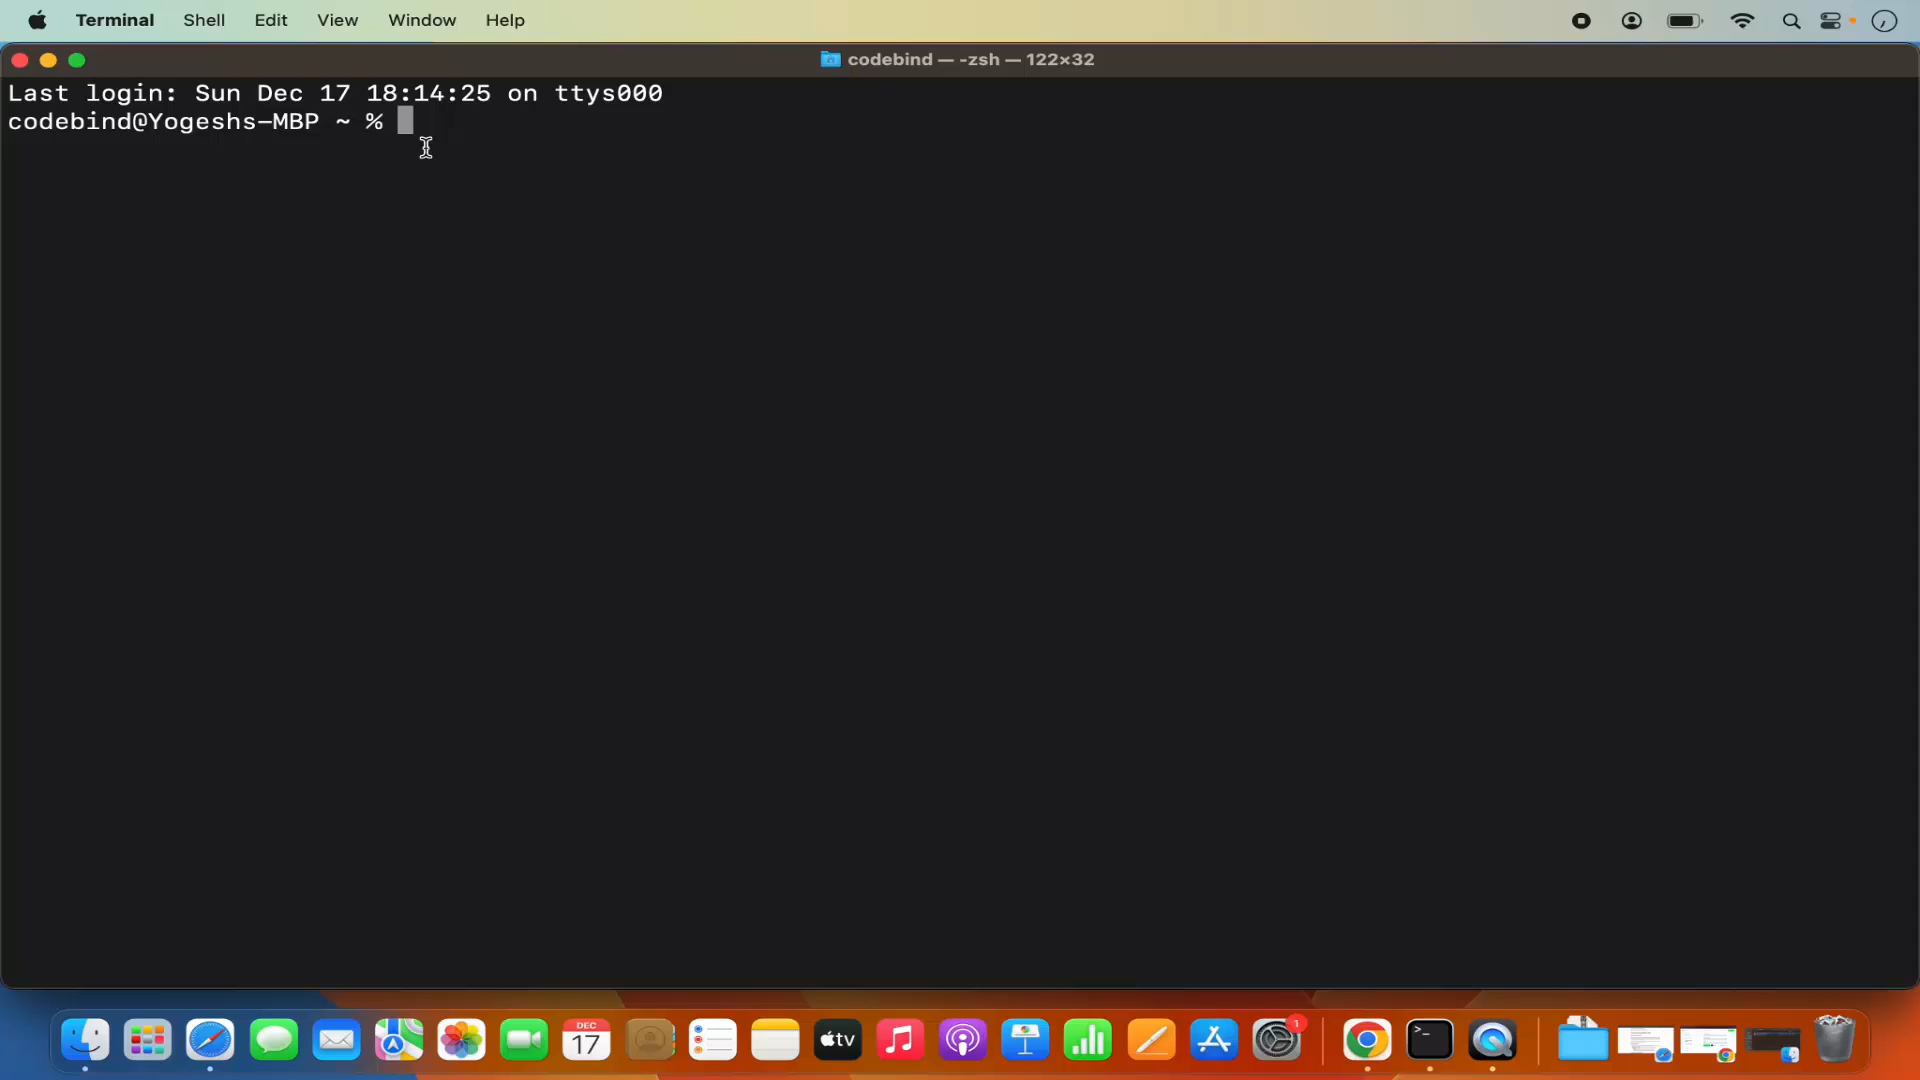 Terminal Shell Edit View Window Help
codebind — -zsh — 122×32
Last login: Sun Dec 17 18:14:25 on ttys000
codebind@Yogeshs-MBP ~ %
DEC
17
tv
1
>_